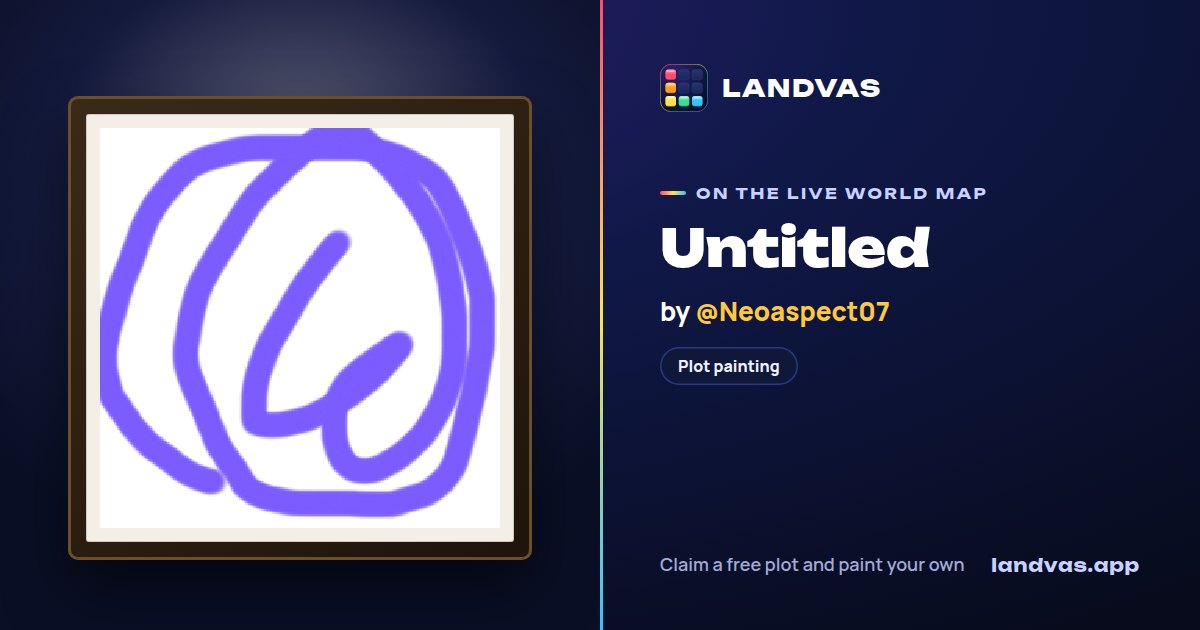 LANDVAS
ON THE LIVE WORLD MAP
Untitled
by @Neoaspect07
Plot painting
Claim a free plot and paint your own landvas.app